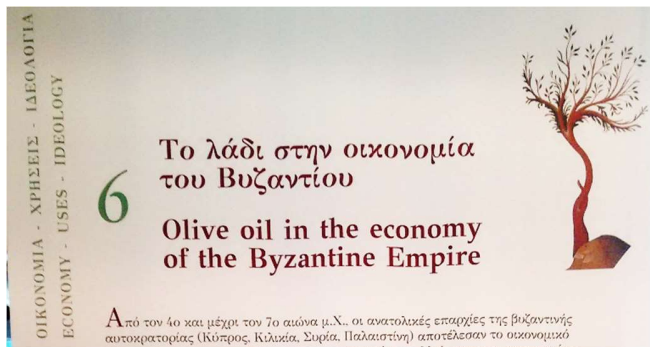 ΟΙΚΟΝΟΜΙΑ - ΧΡΗΣΕΙΣ - ΙΔΕΟΛΟΓΙΑ
ECONOMY - USES - IDEOLOGY
6
Το λάδι στην οικονομία
του Βυζαντίου
Olive oil in the economy
of the Byzantine Empire
Από τον 4ο και μέχρι τον 7ο αιώνα μ.Χ., οι ανατολικές επαρχίες της βυζαντινής
αυτοκρατορίας (Κύπρος, Κιλικία, Συρία, Παλαιστίνη) αποτέλεσαν το οικονομικό